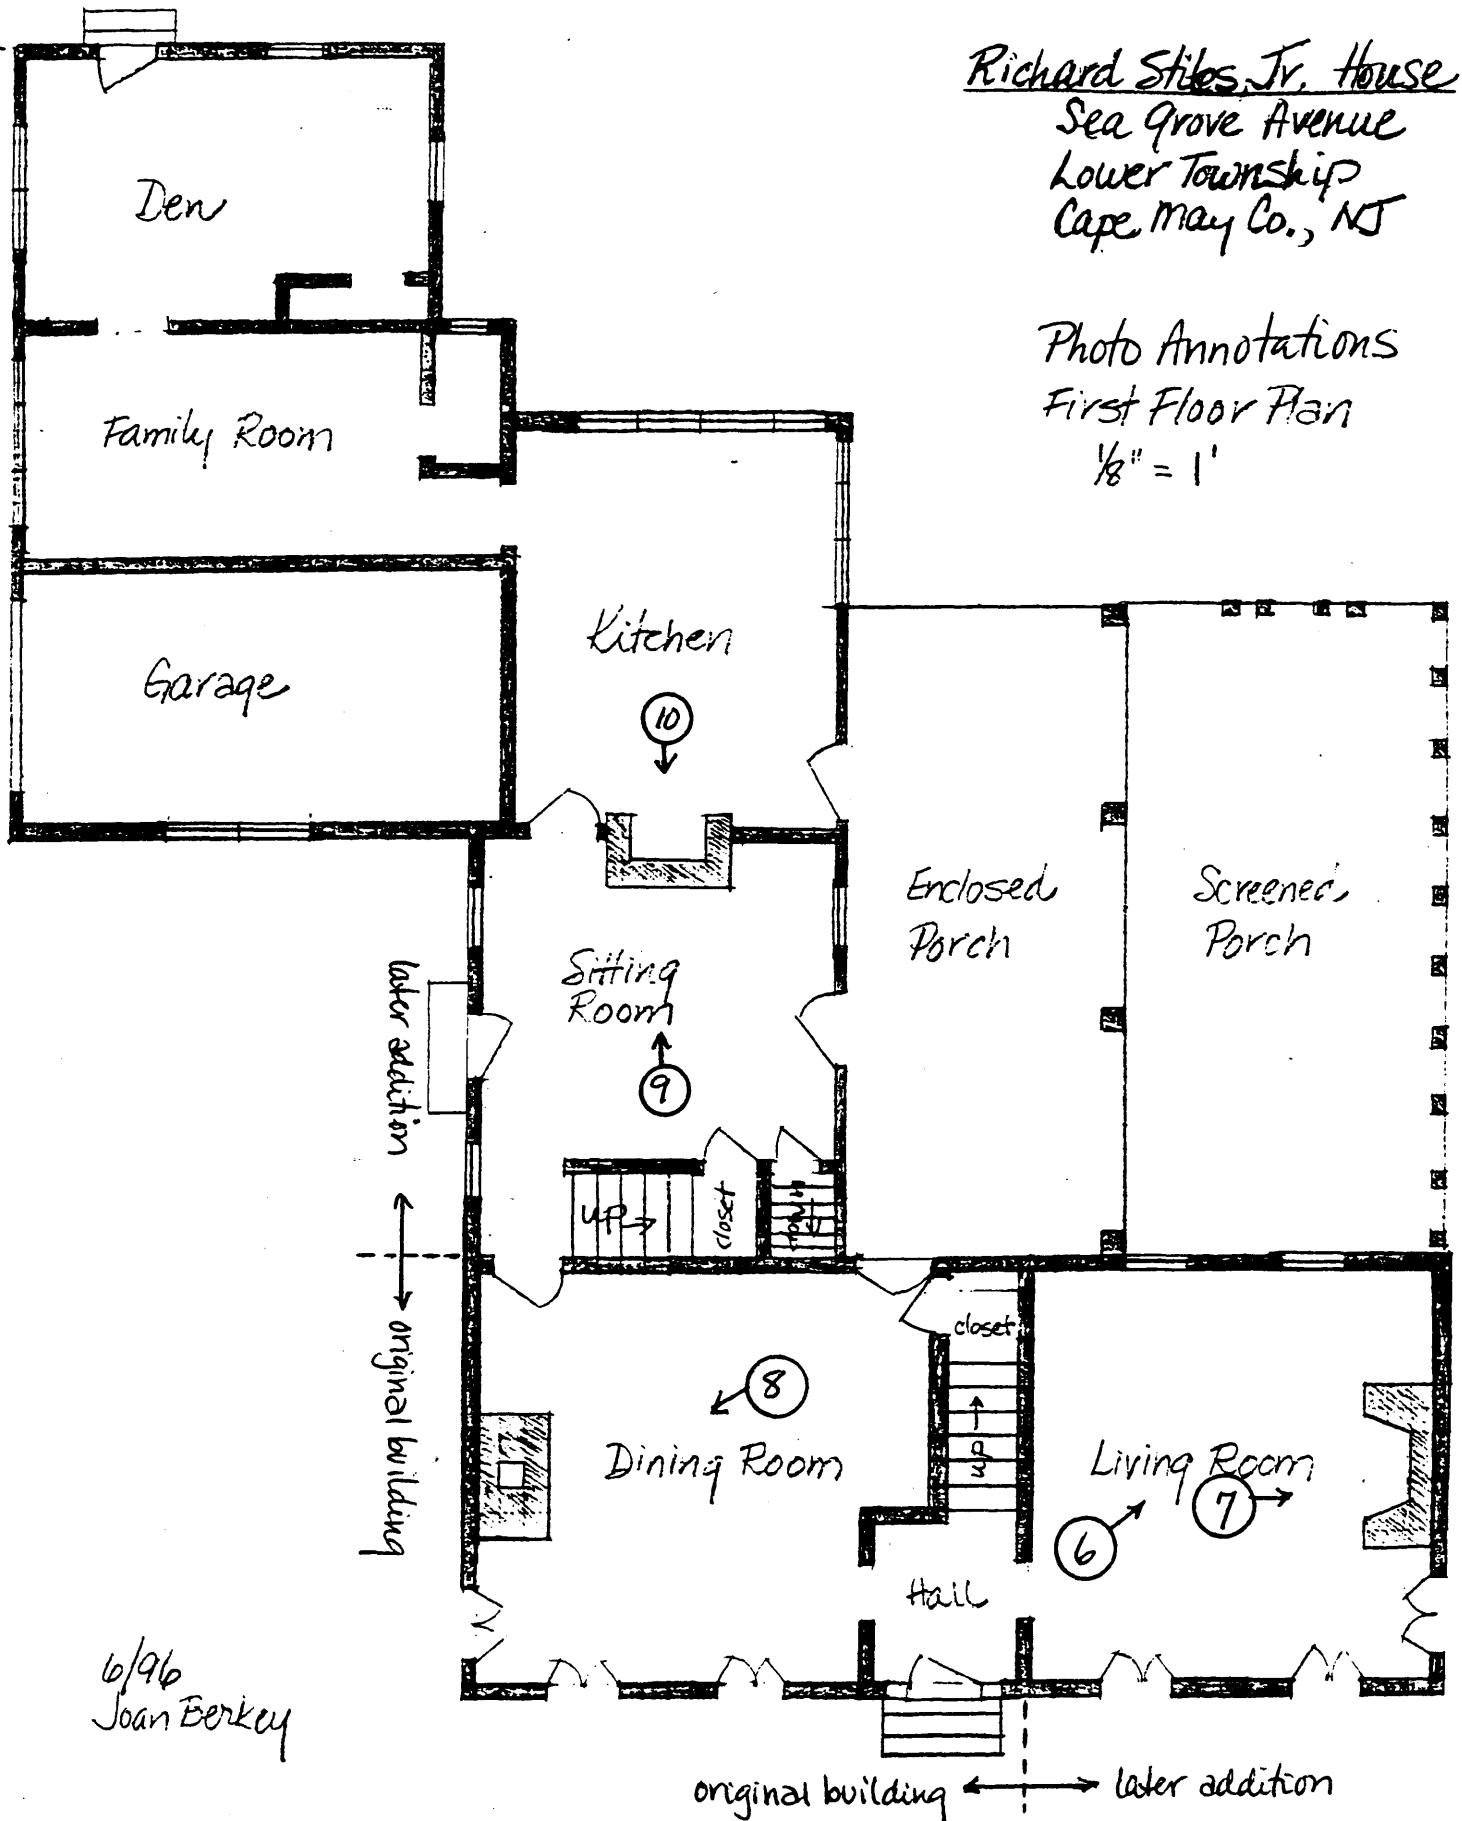 Richard Stiles, Jr. House
Sea Grove Avenue
Lower Township
Cape May Co., NJ
Photo Annotations
First Floor Plan
1/8" = 1'
Den
Family Room
Kitchen
Garage
10
Enclosed
Porch
Screened
Porch
Sitting
Room
9
later addition
up
closet
down
original building
closet
8
up
Dining Room
Living Room
7
6
Hall
6/96
Joan Berkey
original building
later addition